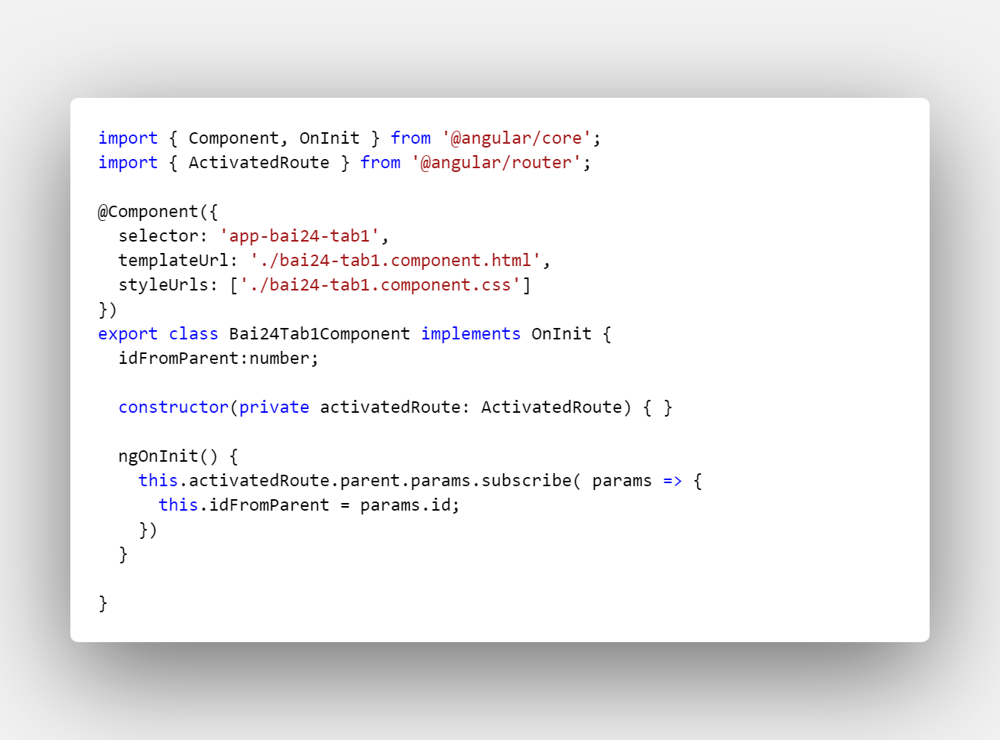 import { Component, OnInit } from '@angular/core';
import { ActivatedRoute } from '@angular/router';

@Component({
  selector: 'app-bai24-tab1',
  templateUrl: './bai24-tab1.component.html',
  styleUrls: ['./bai24-tab1.component.css']
})
export class Bai24Tab1Component implements OnInit {
  idFromParent:number;

  constructor(private activatedRoute: ActivatedRoute) { }

  ngOnInit() {
    this.activatedRoute.parent.params.subscribe( params => {
      this.idFromParent = params.id;
    })
  }

}